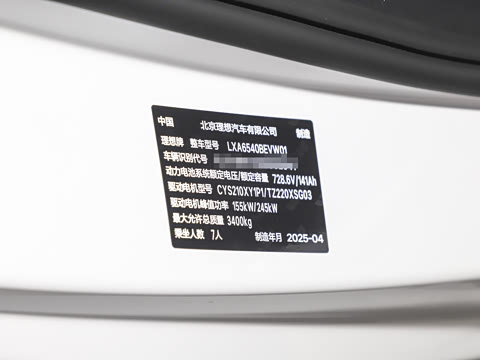 中国 北京理想汽车有限公司 制造
理想牌 整车型号 LXA6540BEVW01
车辆识别代号
动力电池系统额定电压/额定容量 728.6V/141Ah
驱动电机型号 CYS210XY1P1/TZ220XSG03
驱动电机峰值功率 155kW/245kW
最大允许总质量 3400kg
乘坐人数 7人 制造年月 2025-04